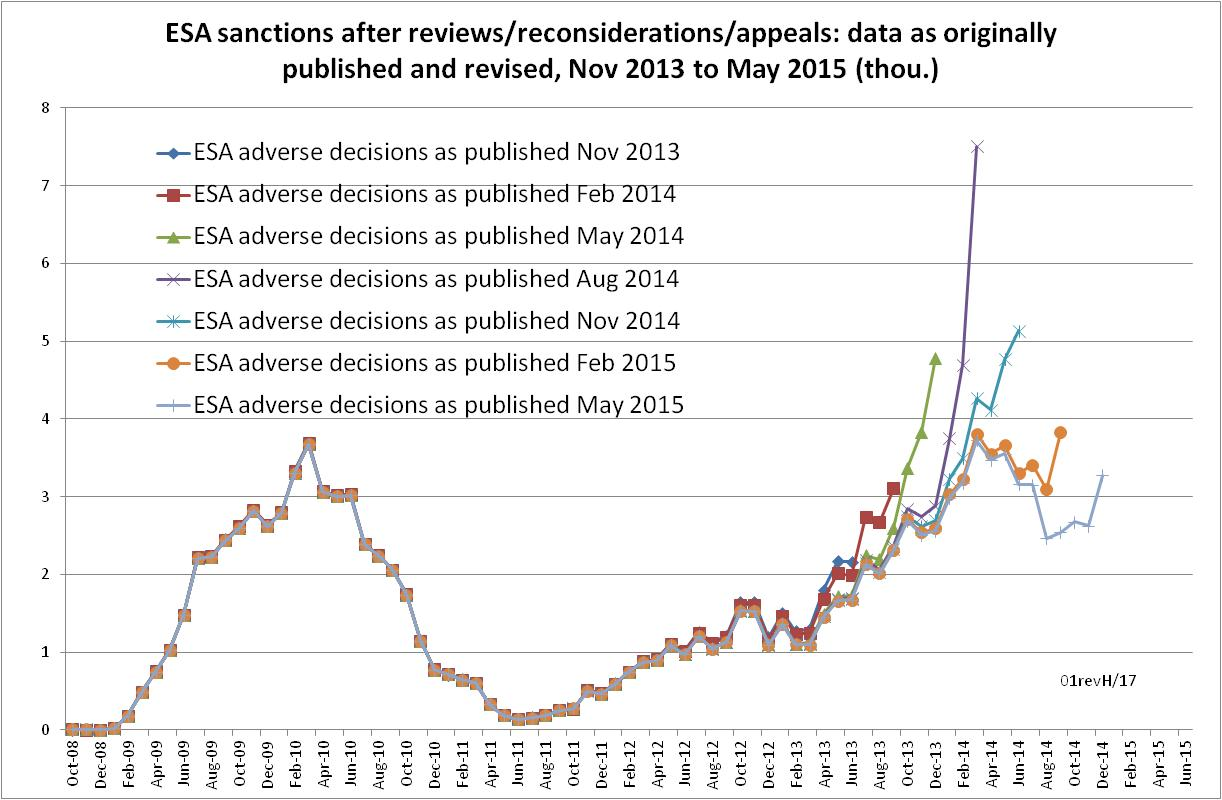 ESA sanctions after reviews/reconsiderations/appeals: data as originally
published and revised, Nov 2013 to May 2015 (thou.)
8
7
6
5
4
3
2
1
0
ESA adverse decisions as published Nov 2013
ESA adverse decisions as published Feb 2014
ESA adverse decisions as published May 2014
ESA adverse decisions as published Aug 2014
ESA adverse decisions as published Nov 2014
ESA adverse decisions as published Feb 2015
ESA adverse decisions as published May 2015
01revH/17
Oct-08
Dec-08
Feb-09
Apr-09
Jun-09
Aug-09
Oct-09
Dec-09
Feb-10
Apr-10
Jun-10
Aug-10
Oct-10
Dec-10
Feb-11
Apr-11
Jun-11
Aug-11
Oct-11
Dec-11
Feb-12
Apr-12
Jun-12
Aug-12
Oct-12
Dec-12
Feb-13
Apr-13
Jun-13
Aug-13
Oct-13
Dec-13
Feb-14
Apr-14
Jun-14
Aug-14
Oct-14
Dec-14
Feb-15
Apr-15
Jun-15